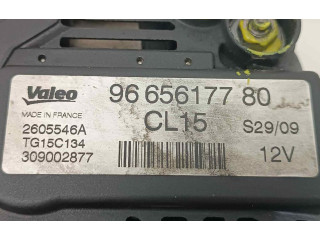 Valeo 96 656177 80
MADE IN FRANCE CL15 S29/09
2605546A
TG15C134 12V
309002877